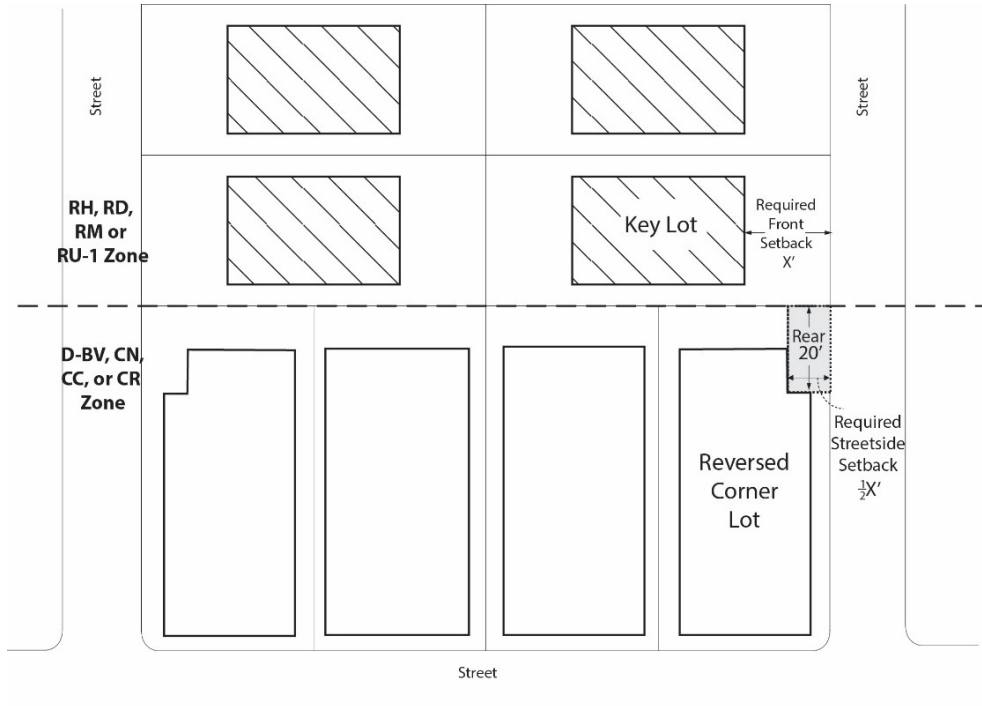 Street
Street
RH, RD,
RM or
RU-1 Zone
Key Lot
Required
Front
Setback
X'
D-BV, CN,
CC, or CR
Zone
Rear
20'
Required
Streetside
Setback
½X'
Reversed
Corner
Lot
Street